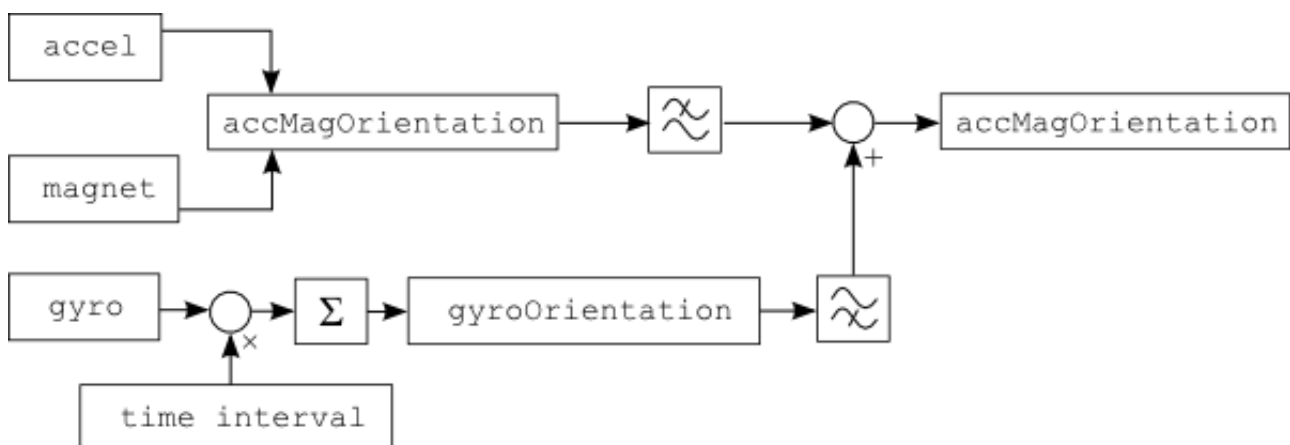 accel
accMagOrientation
accMagOrientation
+
magnet
gyro
×
Σ
gyroOrientation
time interval